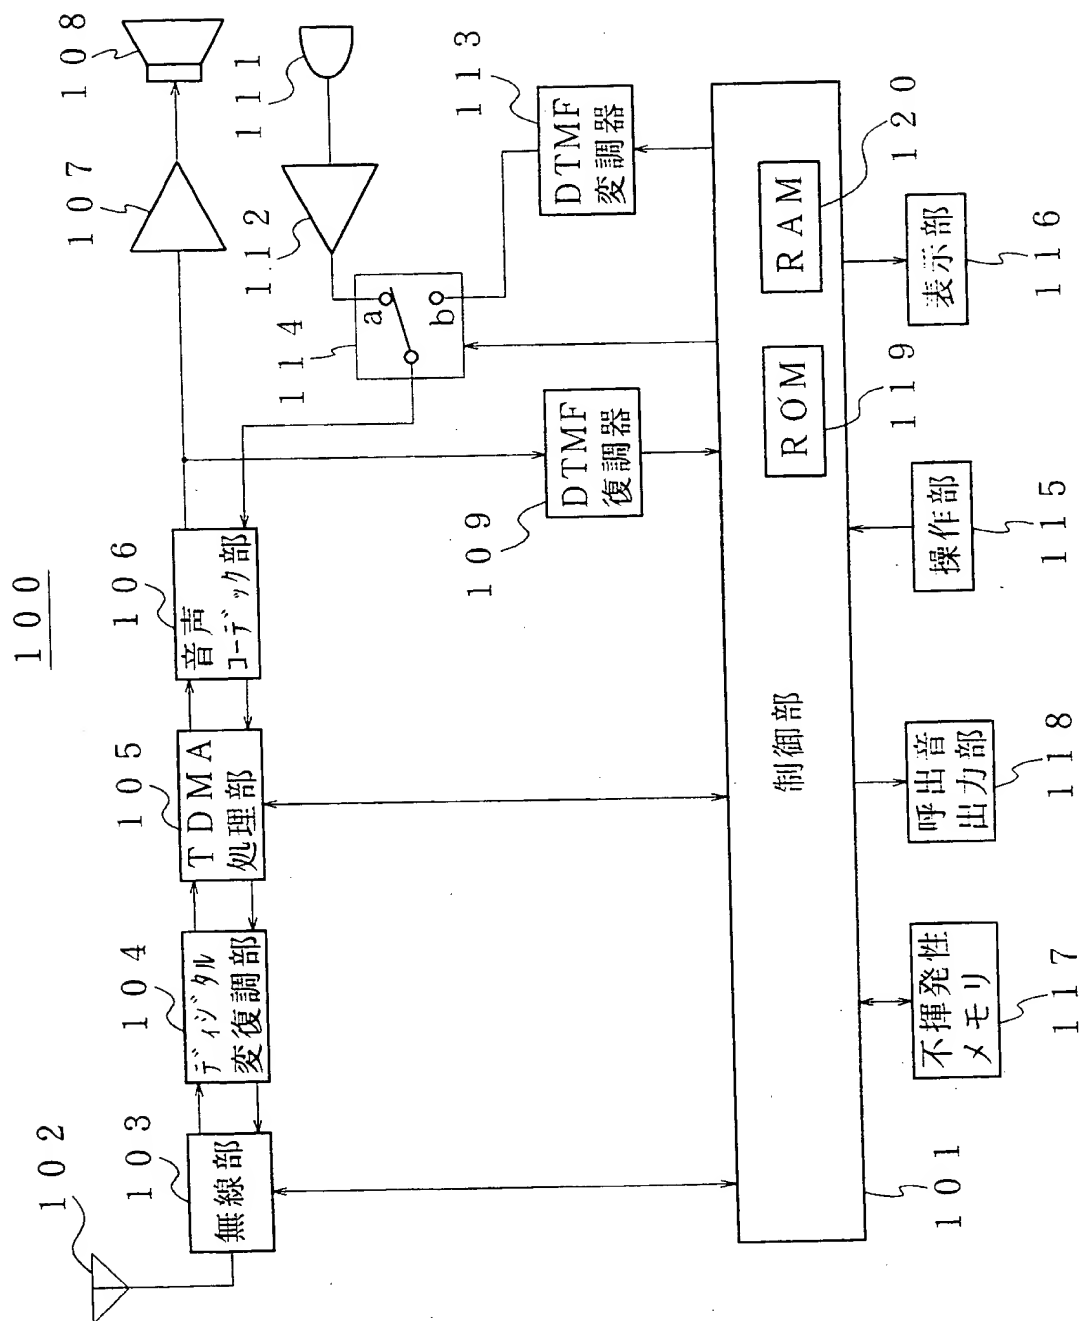 100
102
103
無線部
104
ディジタル
変復調部
105
TDMA
処理部
106
音声
コーデック部
107
108
111
112
114
a
b
113
DTMF
変調器
109
DTMF
復調器
制御部
ROM
119
RAM
120
101
不揮発性
メモリ
117
呼出音
出力部
118
操作部
115
表示部
116